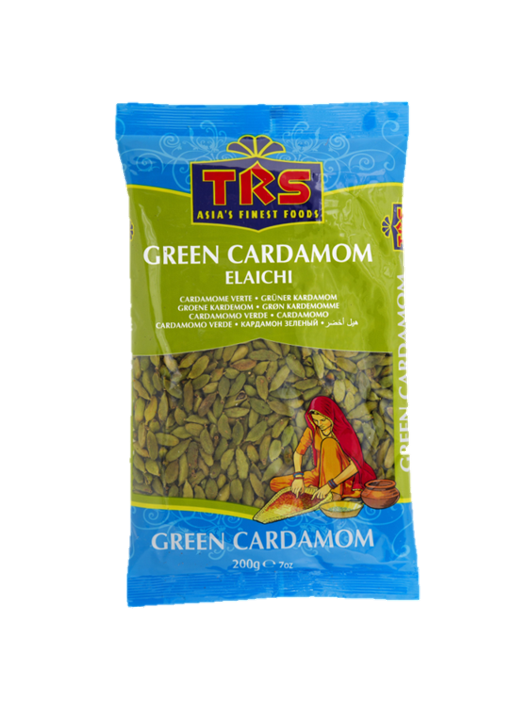 TRS
ASIA'S FINEST FOODS
GREEN CARDAMOM
ELAICHI
CARDAMOME VERTE • GRÜNER KARDAMOM
GROENE KARDEMOM • GRØN KARDEMOMME
CARDAMOMO VERDE • CARDAMOMO
CARDAMOMO VERDE • КАРДАМОН ЗЕЛЕНЫЙ • هيل أخضر
GREEN CARDAMOM
GREEN CARDAMOM
200g ℮ 7oz